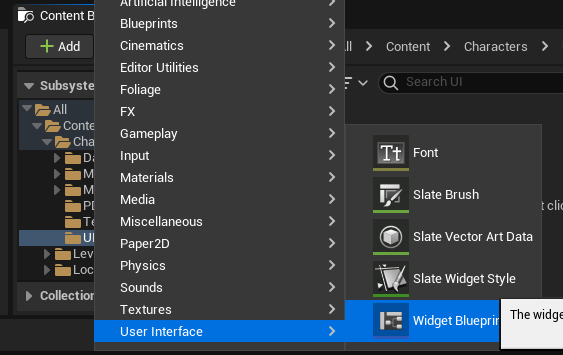 Artificial Intelligence
Content B
Blueprints
Add
Cinematics
ll > Content > Characters >
Editor Utilities
Search UI
Subsyste
Foliage
All
FX
Conte
Gameplay
Cha
Input
Font
Da
Materials
M
Media
Slate Brush
M
Miscellaneous
t clic
PD
Paper2D
Slate Vector Art Data
Te
Physics
UI
Sounds
Slate Widget Style
Lev
Loc
Textures
Collection
User Interface
Widget Blueprin
The widge